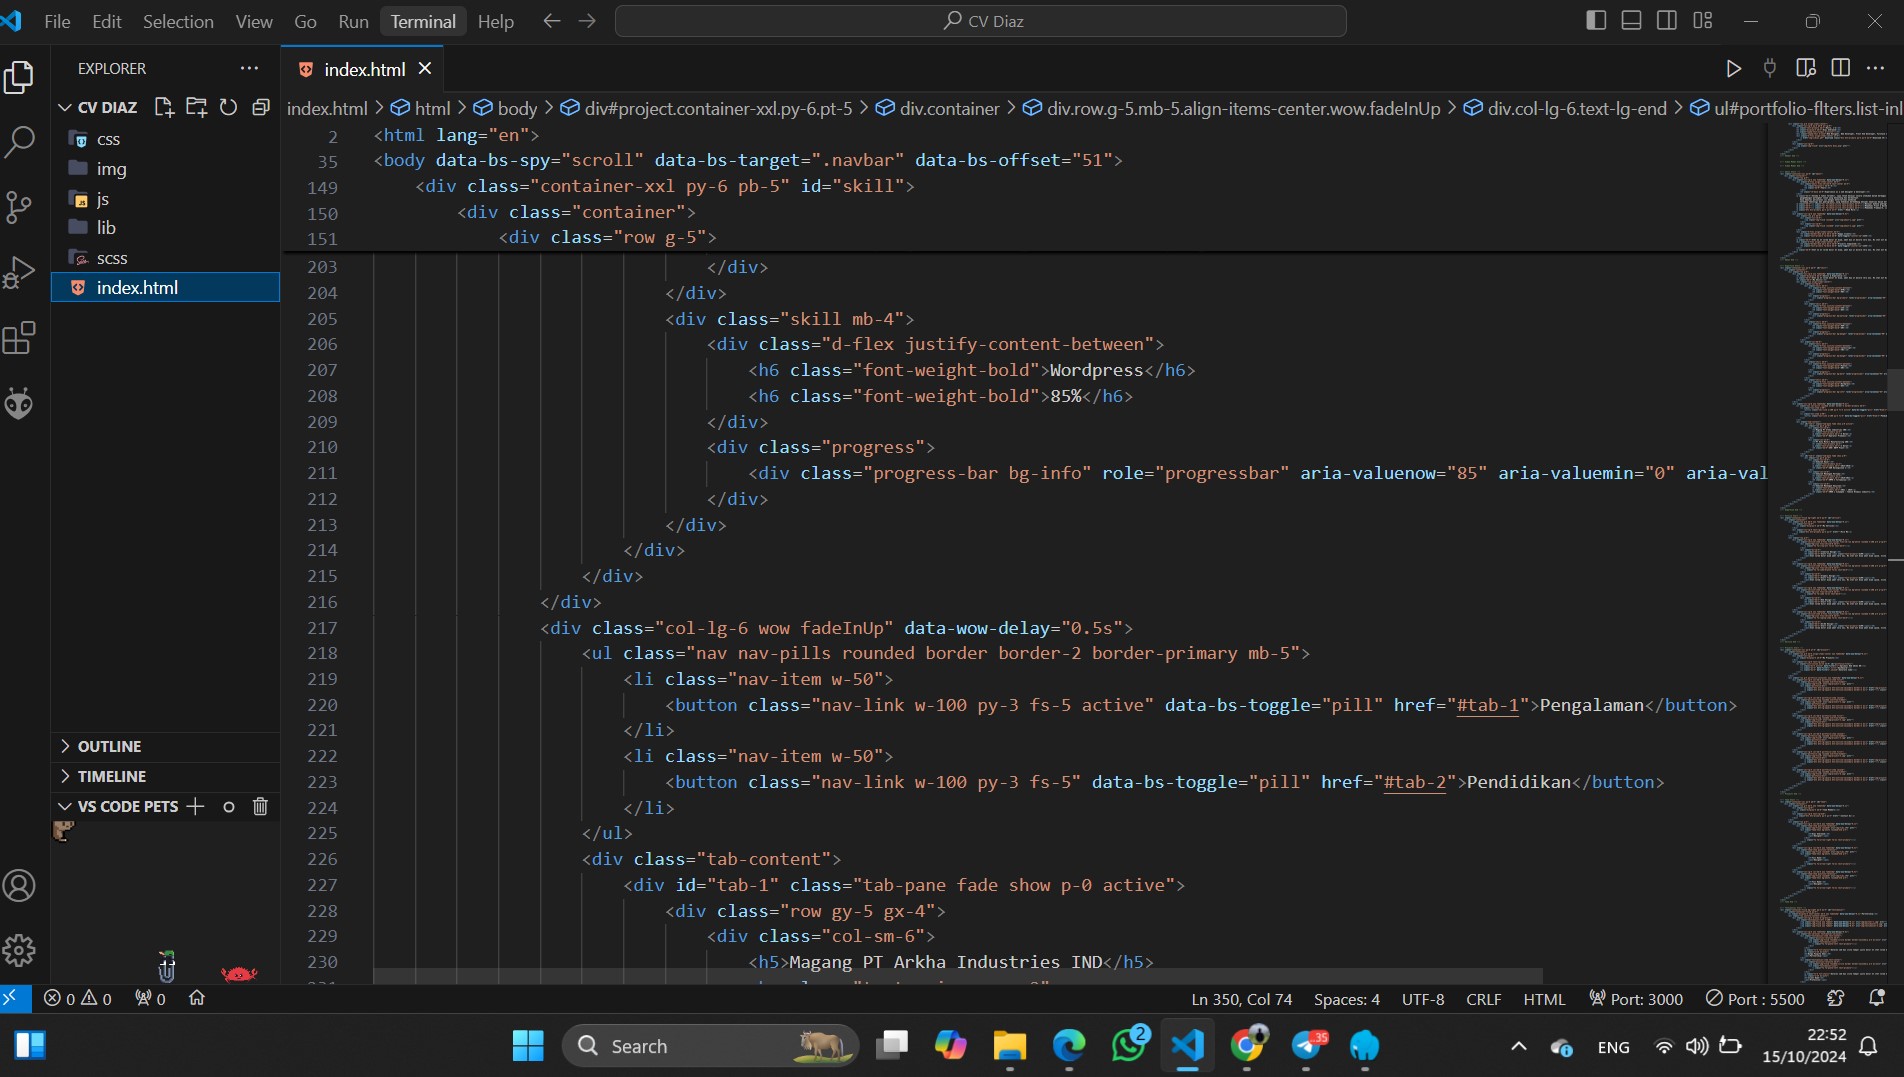 File Edit Selection View Go Run Terminal Help CV Diaz
EXPLORER
index.html
CV DIAZ
index.html > html > body > div#project.container-xxl.py-6.pt-5 > div.container > div.row.g-5.mb-5.align-items-center.wow.fadeInUp > div.col-lg-6.text-lg-end > ul#portfolio-flters.list-inl
css
img
js
lib
scss
index.html
2 <html lang="en">
35 <body data-bs-spy="scroll" data-bs-target=".navbar" data-bs-offset="51">
149 <div class="container-xxl py-6 pb-5" id="skill">
150 <div class="container">
151 <div class="row g-5">
203 </div>
204 </div>
205 <div class="skill mb-4">
206 <div class="d-flex justify-content-between">
207 <h6 class="font-weight-bold">Wordpress</h6>
208 <h6 class="font-weight-bold">85%</h6>
209 </div>
210 <div class="progress">
211 <div class="progress-bar bg-info" role="progressbar" aria-valuenow="85" aria-valuemin="0" aria-val
212 </div>
213 </div>
214 </div>
215 </div>
216 </div>
217 <div class="col-lg-6 wow fadeInUp" data-wow-delay="0.5s">
218 <ul class="nav nav-pills rounded border border-2 border-primary mb-5">
219 <li class="nav-item w-50">
220 <button class="nav-link w-100 py-3 fs-5 active" data-bs-toggle="pill" href="#tab-1">Pengalaman</button>
221 </li>
222 <li class="nav-item w-50">
223 <button class="nav-link w-100 py-3 fs-5" data-bs-toggle="pill" href="#tab-2">Pendidikan</button>
224 </li>
225 </ul>
226 <div class="tab-content">
227 <div id="tab-1" class="tab-pane fade show p-0 active">
228 <div class="row gy-5 gx-4">
229 <div class="col-sm-6">
230 <h5>Magang PT Arkha Industries IND</h5>
OUTLINE
TIMELINE
VS CODE PETS
0 0 0
Ln 350, Col 74 Spaces: 4 UTF-8 CRLF HTML Port: 3000 Port : 5500
Search
2
35
ENG
22:52
15/10/2024